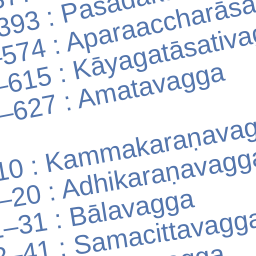 393 : Pasādak
–574 : Aparaaccharāsa
–615 : Kāyagatāsativa
–627 : Amatavagga
10 : Kammakaraṇavag
–20 : Adhikaraṇavagga
–31 : Bālavagga
–41 : Samacittavagga